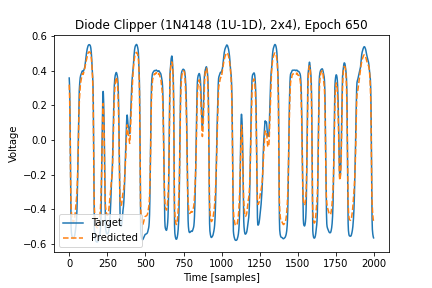 Diode Clipper (1N4148 (1U-1D), 2x4), Epoch 650
Voltage
0.6
0.4
0.2
0.0
−0.2
−0.4
−0.6
Target
Predicted
0 250 500 750 1000 1250 1500 1750 2000
Time [samples]